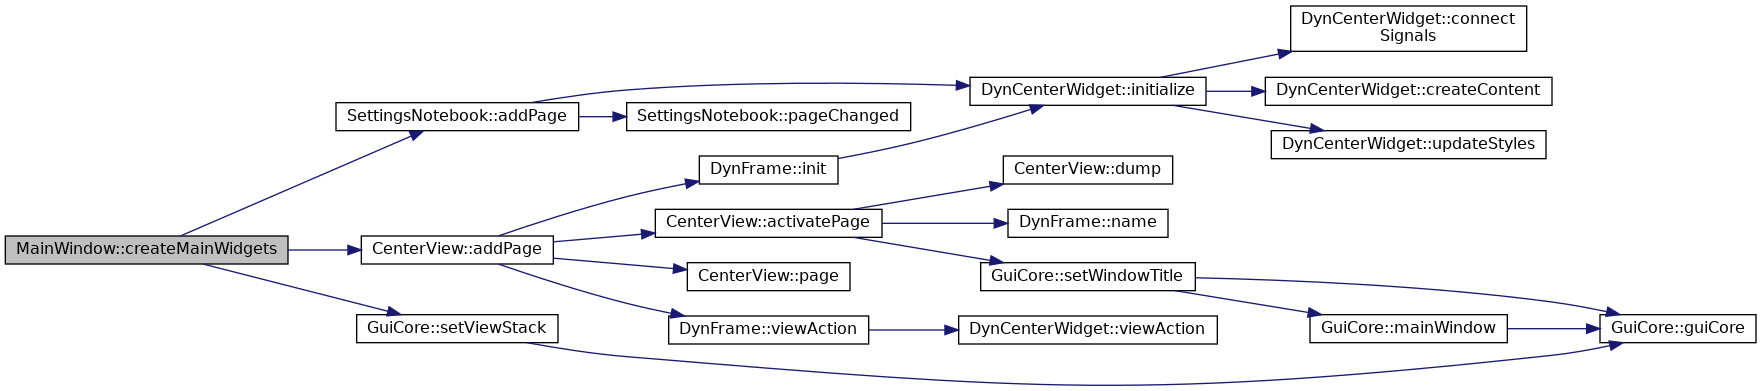 DynCenterWidget::connect
Signals
DynCenterWidget::initialize
DynCenterWidget::createContent
SettingsNotebook::addPage
SettingsNotebook::pageChanged
DynCenterWidget::updateStyles
DynFrame::init
CenterView::dump
CenterView::activatePage
DynFrame::name
MainWindow::createMainWidgets
CenterView::addPage
CenterView::page
GuiCore::setWindowTitle
GuiCore::setViewStack
DynFrame::viewAction
DynCenterWidget::viewAction
GuiCore::mainWindow
GuiCore::guiCore